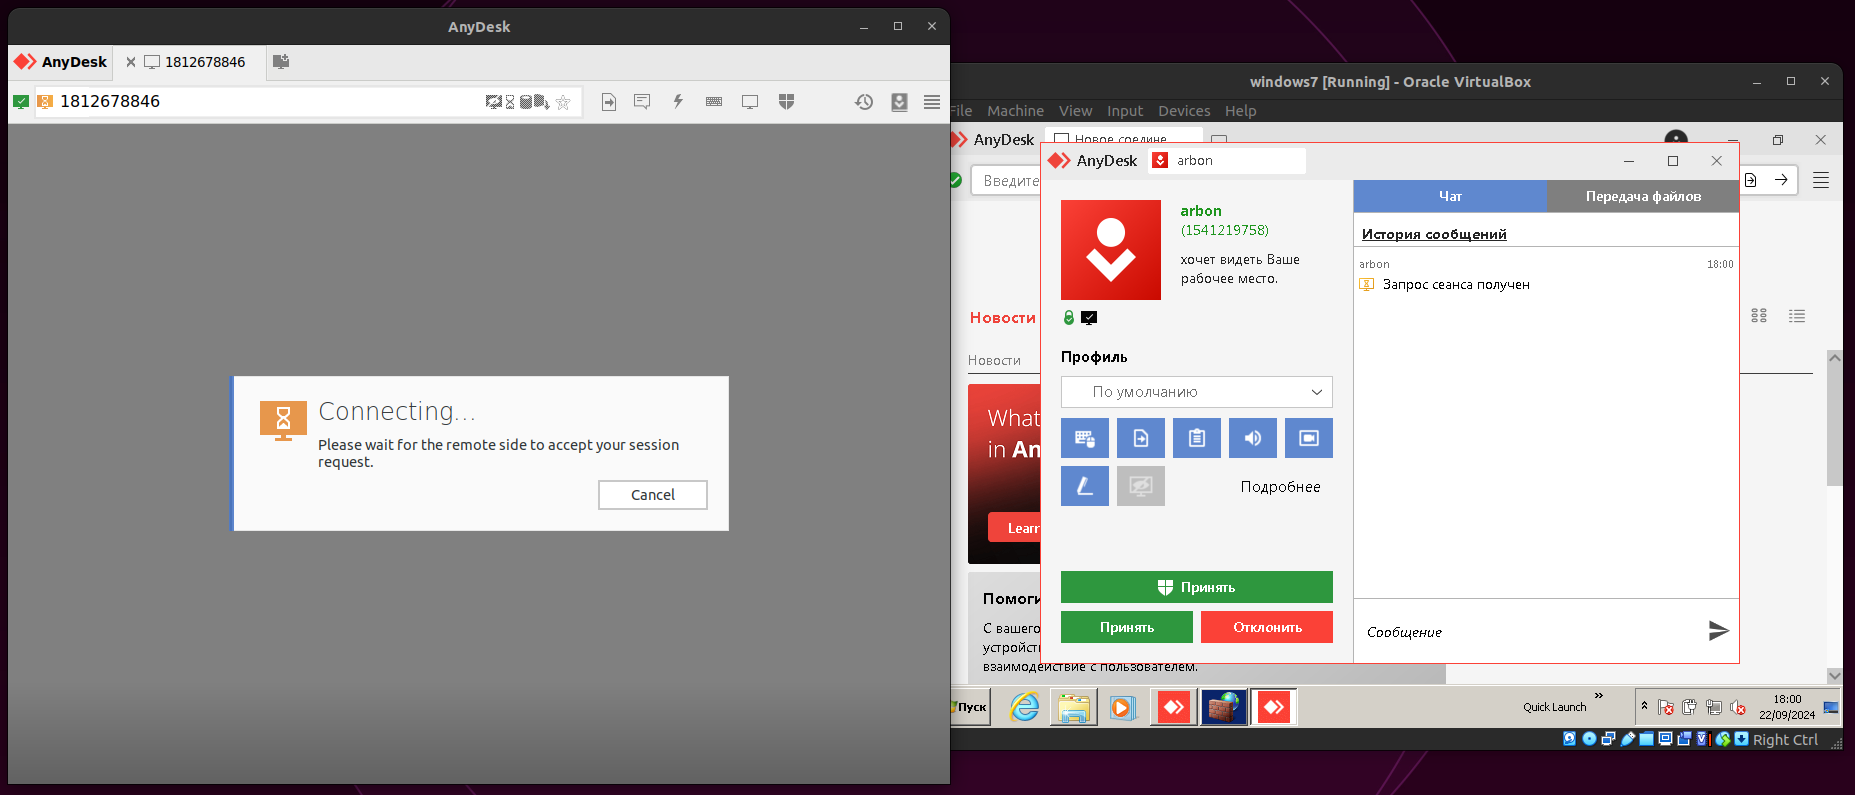 AnyDesk
AnyDesk
1812678846
1812678846
Connecting...
Please wait for the remote side to accept your session
request.
Cancel
windows7 [Running] - Oracle VirtualBox
File Machine View Input Devices Help
AnyDesk
Новое соедине
Введите
Новости
Новости
What
in An
Learn
Помоги
С вашего
устройств
взаимодействие с пользователем.
AnyDesk
arbon
arbon
(1541219758)
хочет видеть Ваше
рабочее место.
Профиль
По умолчанию
Подробнее
Принять
Принять
Отклонить
Чат
Передача файлов
История сообщений
arbon
18:00
Запрос сеанса получен
Сообщение
Пуск
Quick Launch
18:00
22/09/2024
Right Ctrl